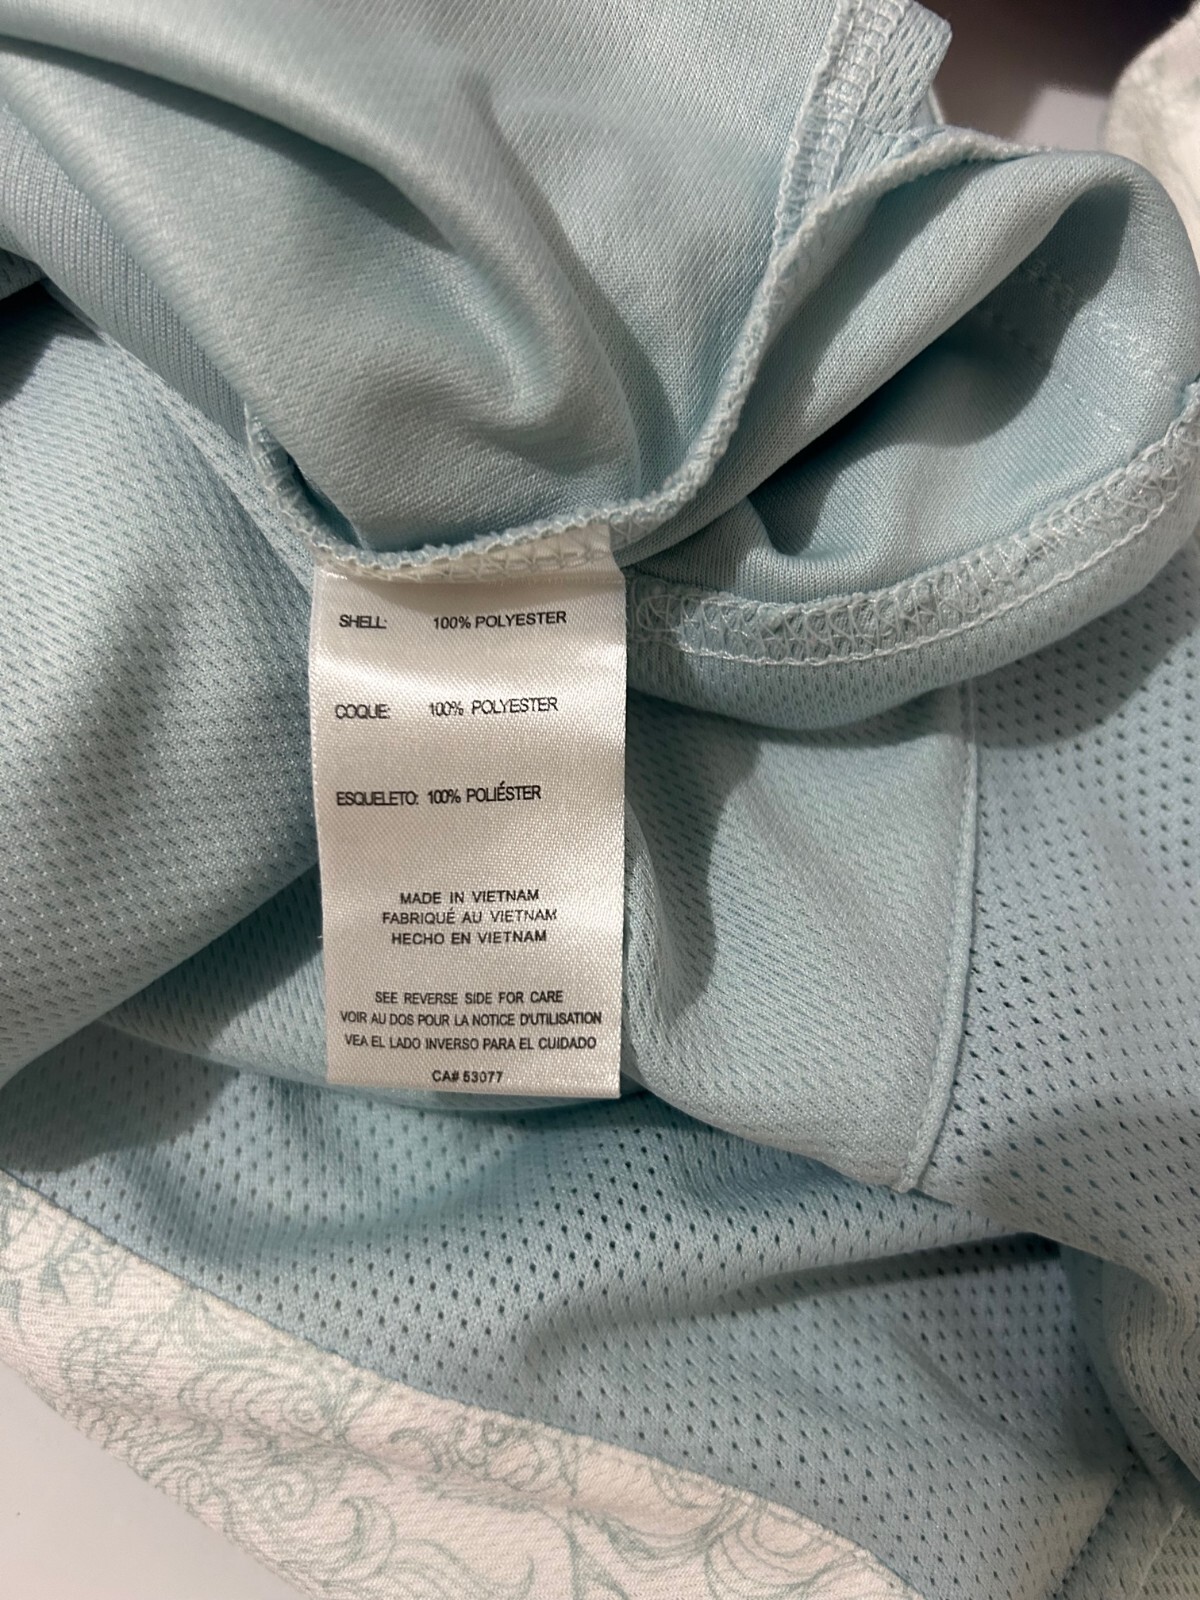 SHELL: 100% POLYESTER
COQUE: 100% POLYESTER
ESQUELETO: 100% POLIÉSTER
MADE IN VIETNAM
FABRIQUÉ AU VIETNAM
HECHO EN VIETNAM
SEE REVERSE SIDE FOR CARE
VOIR AU DOS POUR LA NOTICE D'UTILISATION
VEA EL LADO INVERSO PARA EL CUIDADO
CA# 53077